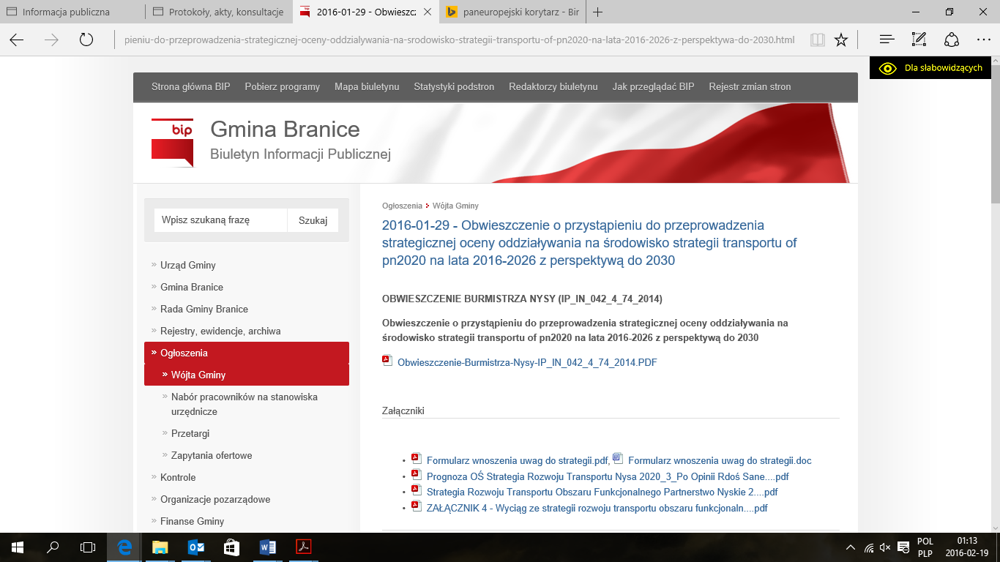 Informacja publiczna
Protokoły, akty, konsultacje
2016-01-29 - Obwieszcz
paneuropejski korytarz - Bir
pieniu-do-przeprowadzenia-strategicznej-oceny-oddzialywania-na-srodowisko-strategii-transportu-of-pn2020-na-lata-2016-2026-z-perspektywa-do-2030.html
Dla słabowidzących
Strona główna BIP Pobierz programy Mapa biuletynu Statystyki podstron Redaktorzy biuletynu Jak przeglądać BIP Rejestr zmian stron
bip
Gmina Branice
Biuletyn Informacji Publicznej
Wpisz szukaną frazę Szukaj
» Urząd Gminy
» Gmina Branice
» Rada Gminy Branice
» Rejestry, ewidencje, archiwa
» Ogłoszenia
» Wójta Gminy
» Nabór pracowników na stanowiska
urzędnicze
» Przetargi
» Zapytania ofertowe
» Kontrole
» Organizacje pozarządowe
» Finanse Gminy
Ogłoszenia Wójta Gminy
2016-01-29 - Obwieszczenie o przystąpieniu do przeprowadzenia
strategicznej oceny oddziaływania na środowisko strategii transportu of
pn2020 na lata 2016-2026 z perspektywą do 2030
OBWIESZCZENIE BURMISTRZA NYSY (IP_IN_042_4_74_2014)
Obwieszczenie o przystąpieniu do przeprowadzenia strategicznej oceny oddziaływania na
środowisko strategii transportu of pn2020 na lata 2016-2026 z perspektywą do 2030
Obwieszczenie-Burmistrza-Nysy-IP_IN_042_4_74_2014.PDF
Załączniki
• Formularz wnoszenia uwag do strategii.pdf, Formularz wnoszenia uwag do strategii.doc
• Prognoza OŚ Strategia Rozwoju Transportu Nysa 2020_3_Po Opinii Rdoś Sane....pdf
• Strategia Rozwoju Transportu Obszaru Funkcjonalnego Partnerstwo Nyskie 2....pdf
• ZAŁĄCZNIK 4 - Wyciąg ze strategii rozwoju transportu obszaru funkcjonaln....pdf
POL
PLP
01:13
2016-02-19